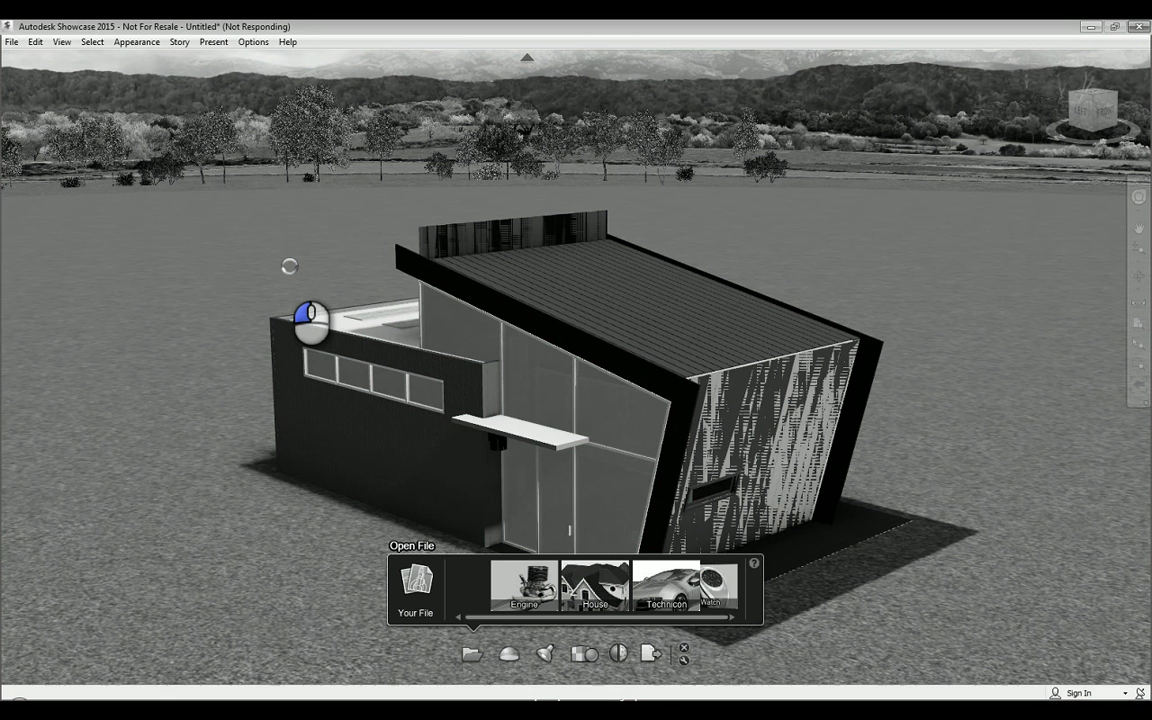 Autodesk Showcase 2015 - Not For Resale - Untitled* (Not Responding)
File Edit View Select Appearance Story Present Options Help
Open File
Your File
Engine
House
Technicon
Watch
?
Sign In